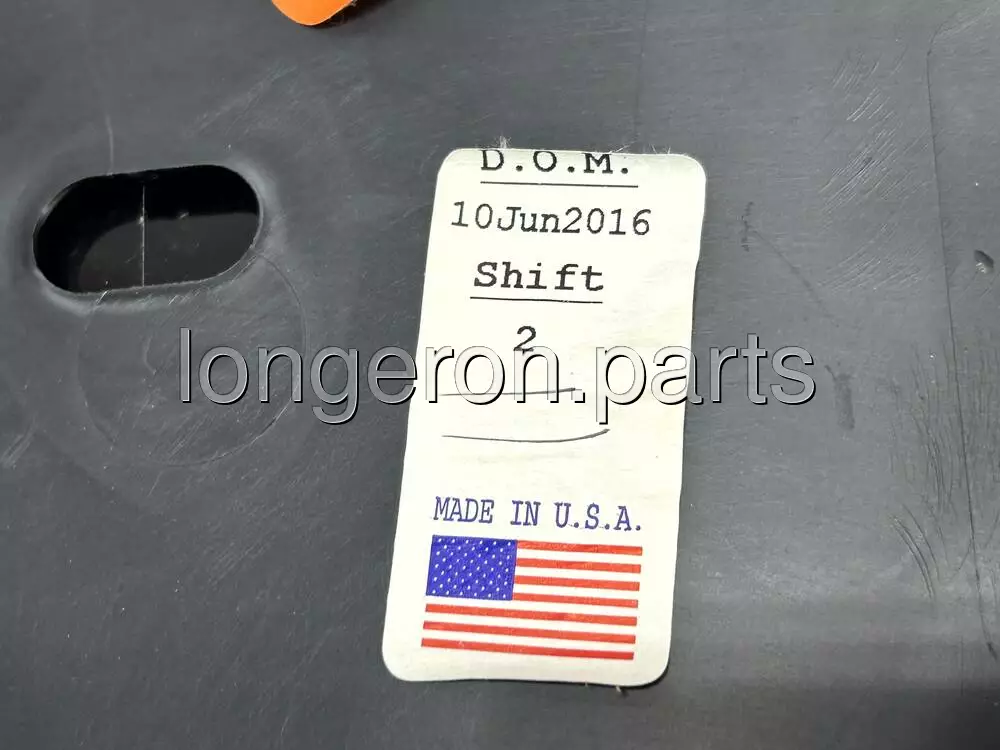 D.O.M.
10Jun2016
Shift
2
longeron.parts
MADE IN U.S.A.